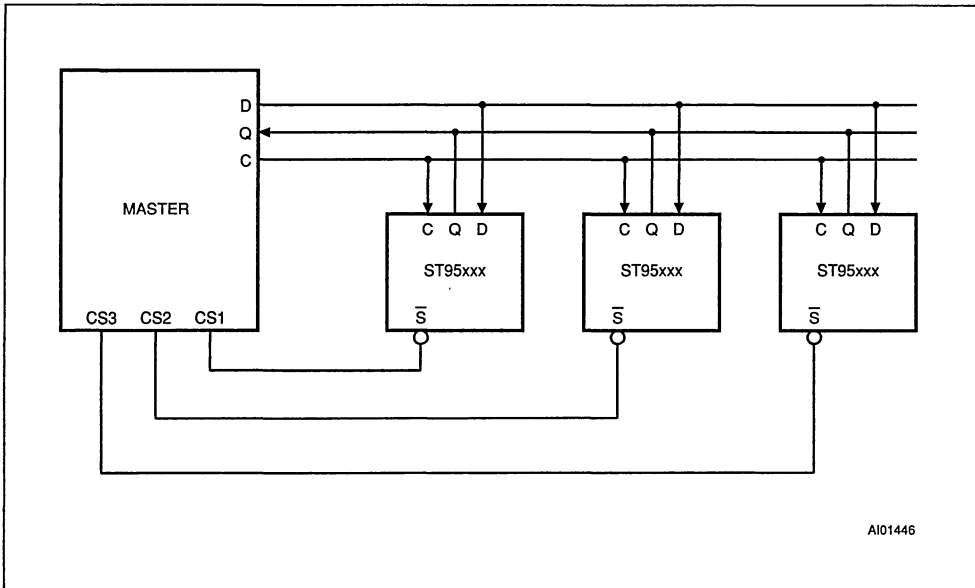 D
Q
C
MASTER
CS3 CS2 CS1
C Q D
ST95xxx
S̅
C Q D
ST95xxx
S̅
C Q D
ST95xxx
S̅
AI01446